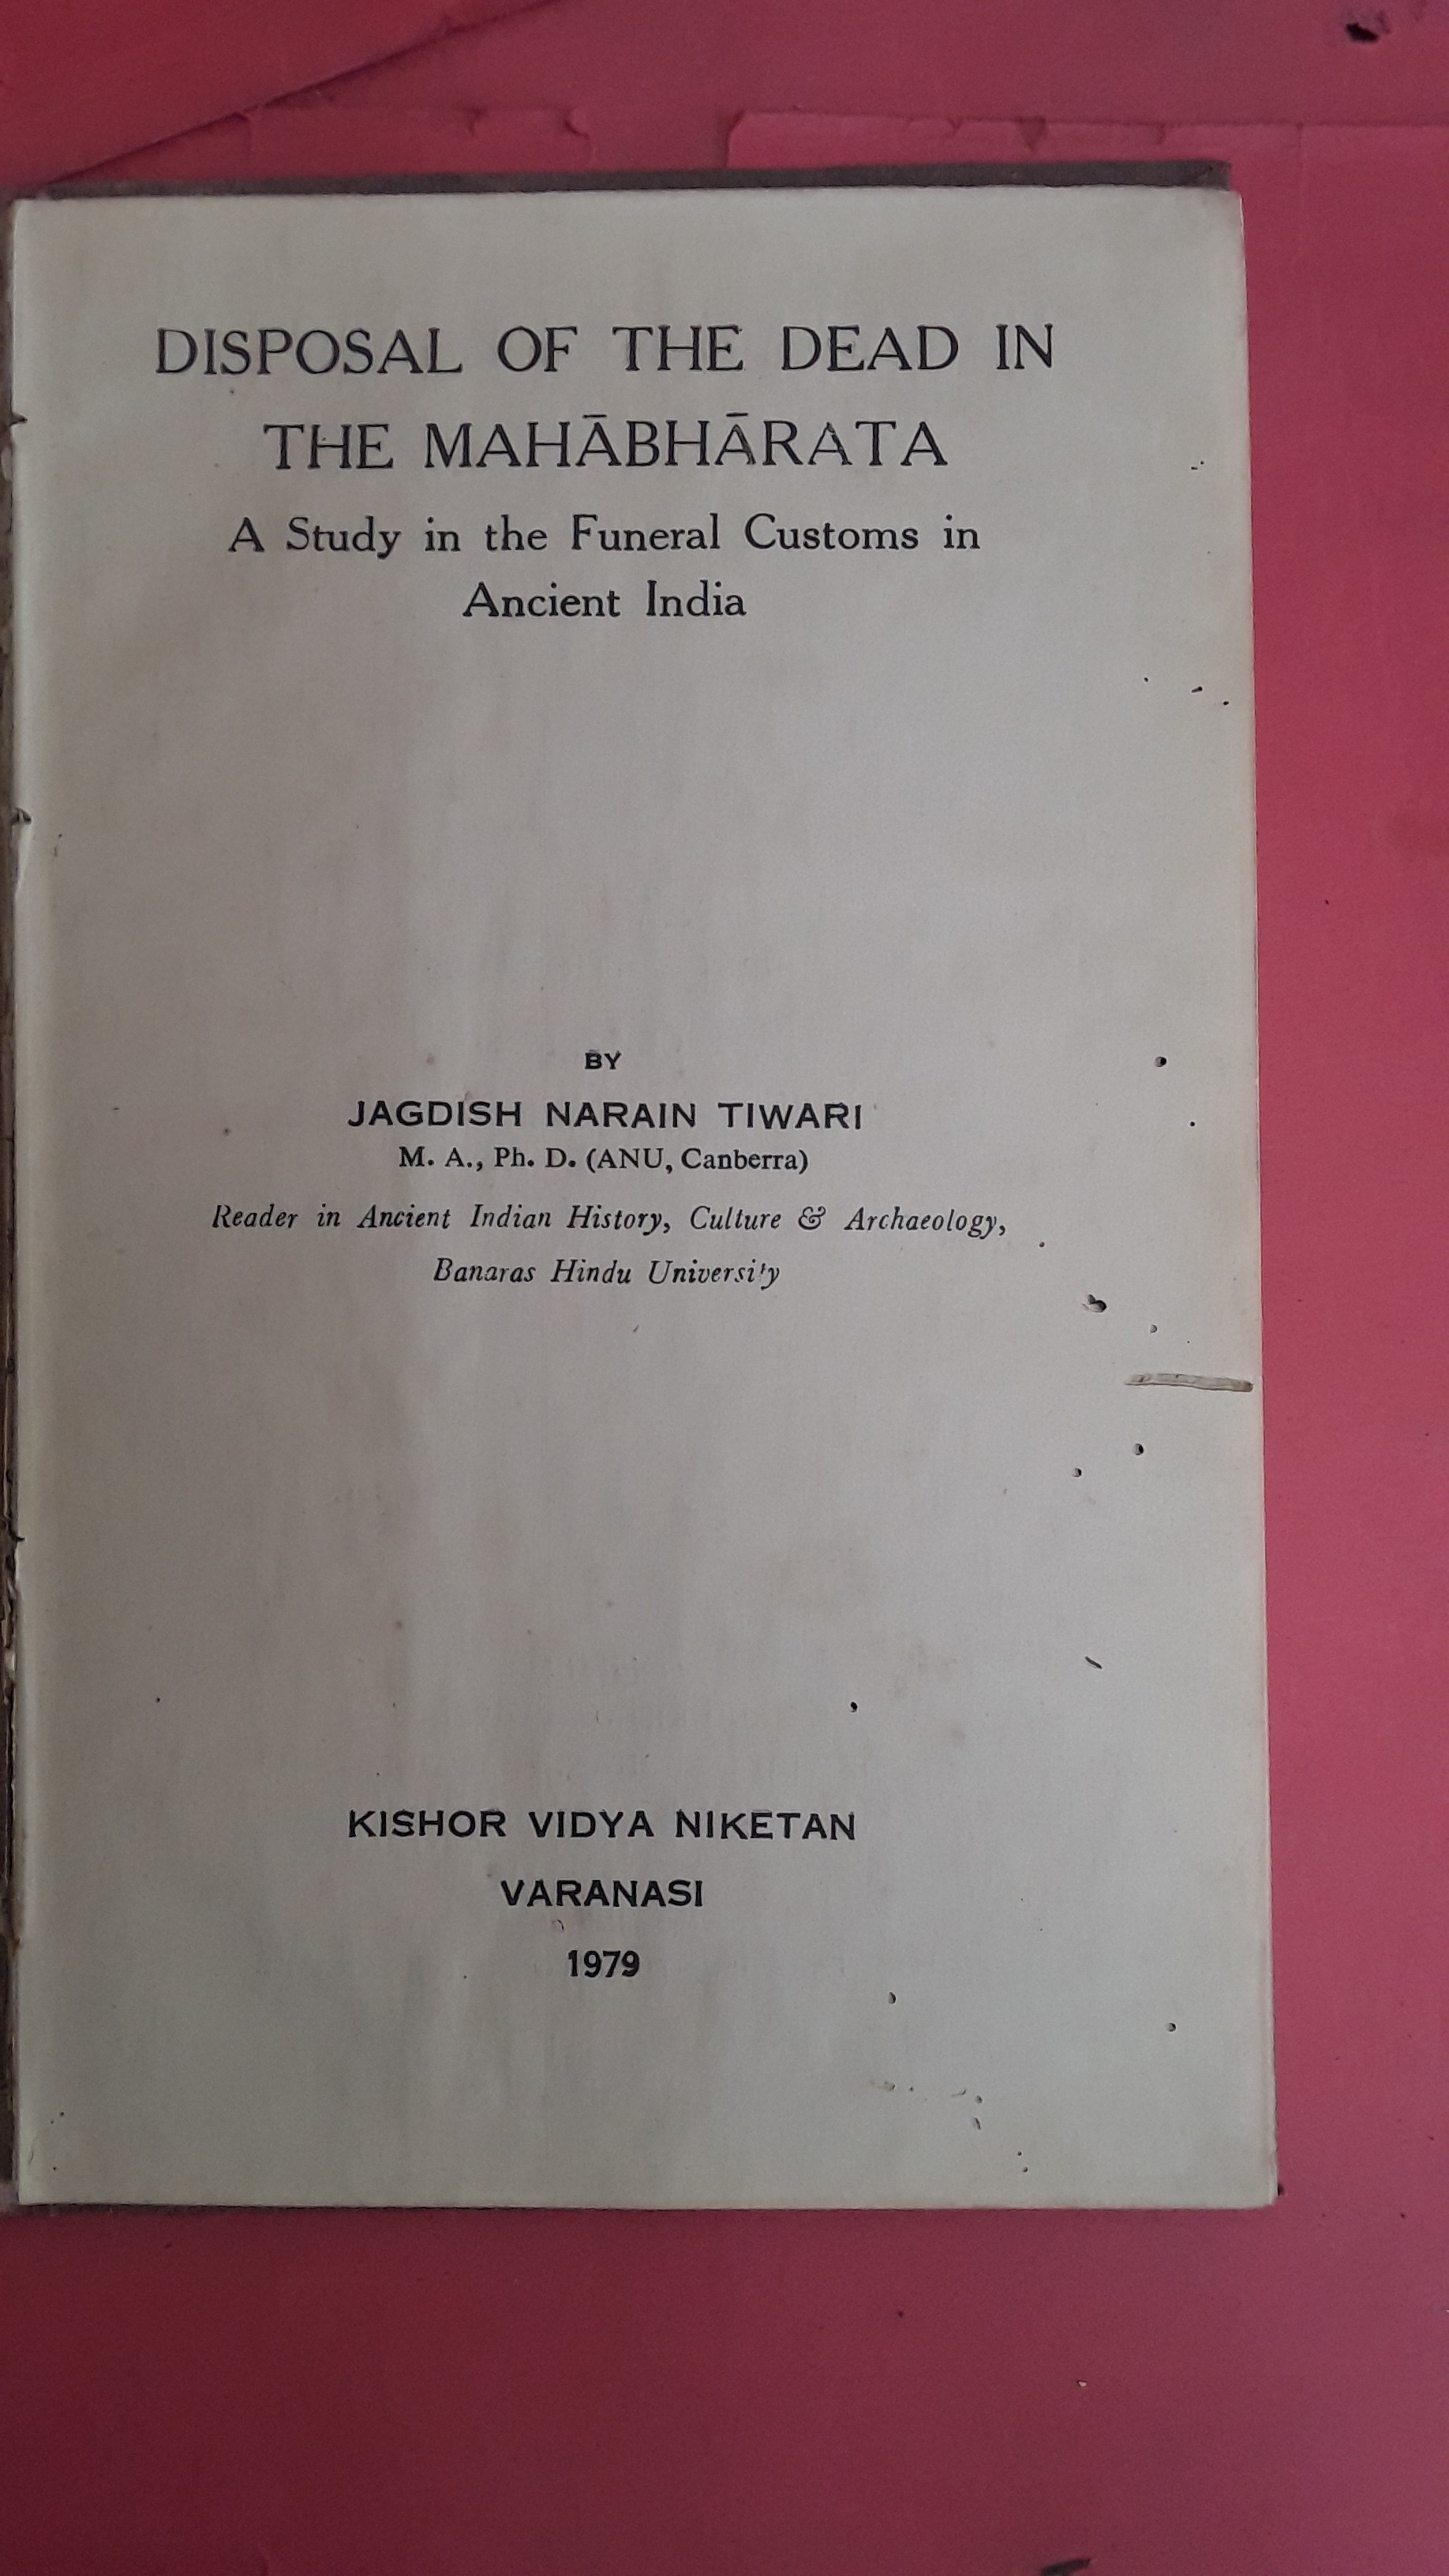 DISPOSAL OF THE DEAD IN
THE MAHĀBHĀRATA
A Study in the Funeral Customs in
Ancient India
BY
JAGDISH NARAIN TIWARI
M. A., Ph. D. (ANU, Canberra)
Reader in Ancient Indian History, Culture & Archaeology,
Banaras Hindu University
KISHOR VIDYA NIKETAN
VARANASI
1979